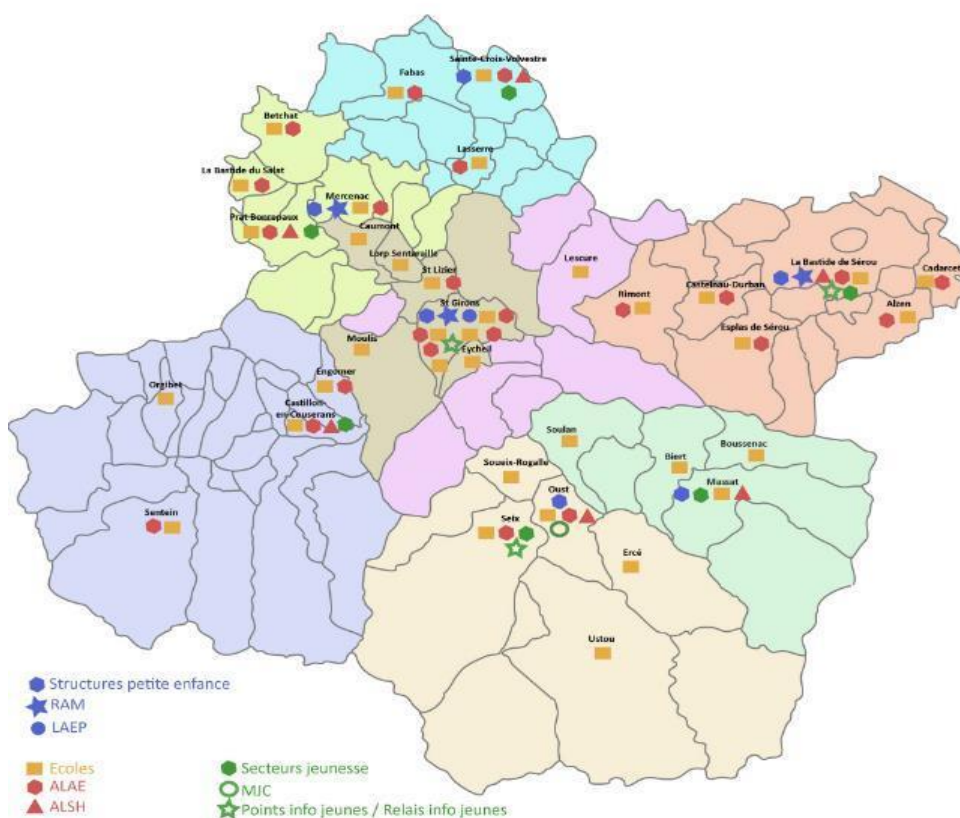 Sainte-Croix-Volvestre
Fabas
Betchat
Lasserre
La Bastide du Salat
Mercenac
Prat Bonrepaux
Caumont
Lorp Sentaraille
St Lizier
Lescure
La Bastide de Sérou
Cadarcet
Castelnau-Durban
Rimont
Alzen
St Girons
Esplas de Sérou
Moulis
Eycheil
Engomer
Orgibet
Castillon-
en-Couserans
Soulan
Boussenac
Biert
Soueix-Rogalle
Massat
Oust
Sentein
Seix
Ercé
Ustou
Structures petite enfance
RAM
LAEP
Ecoles
ALAE
ALSH
Secteurs jeunesse
MJC
Points info jeunes / Relais info jeunes